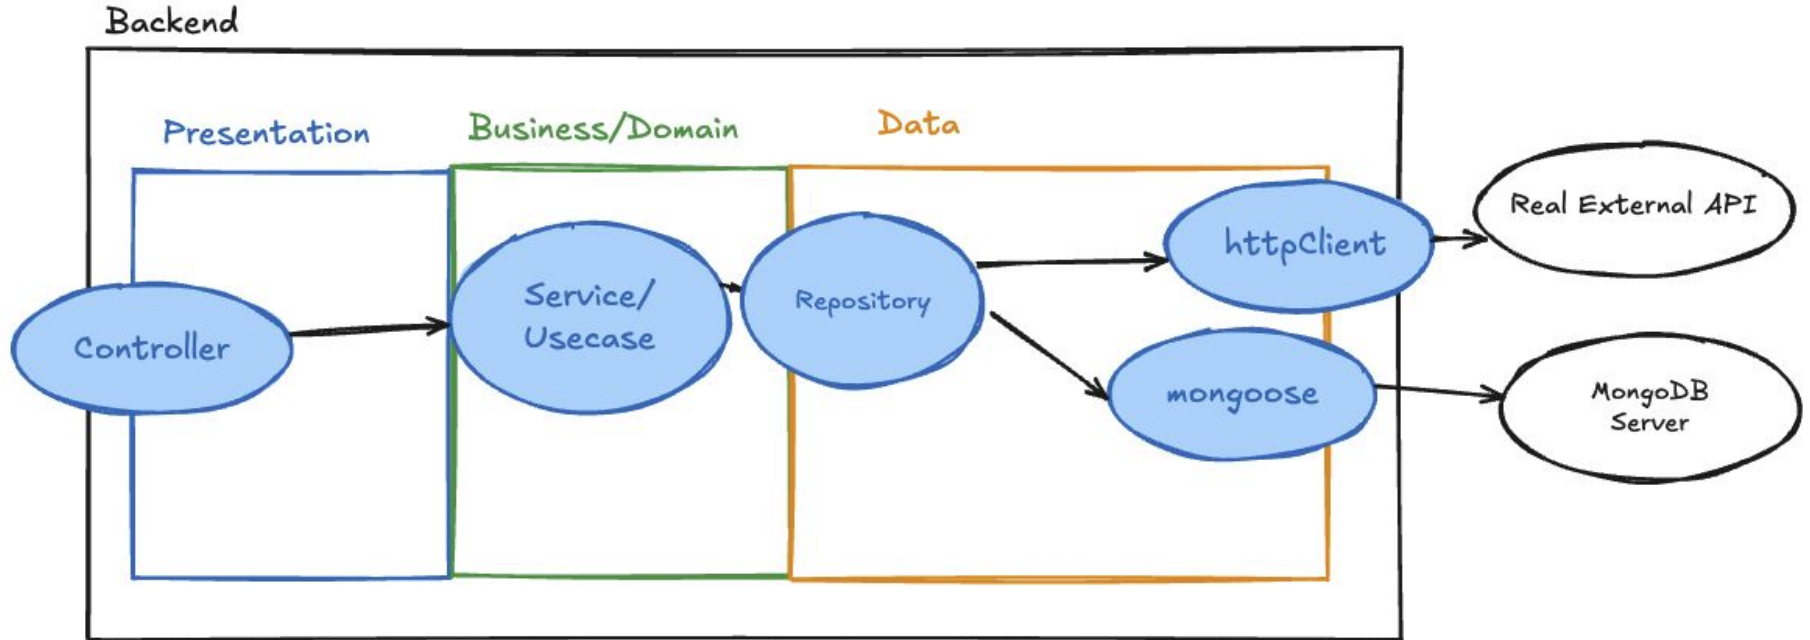 Backend
Presentation
Business/Domain
Data
Controller
Service/
Usecase
Repository
httpClient
mongoose
Real External API
MongoDB
Server